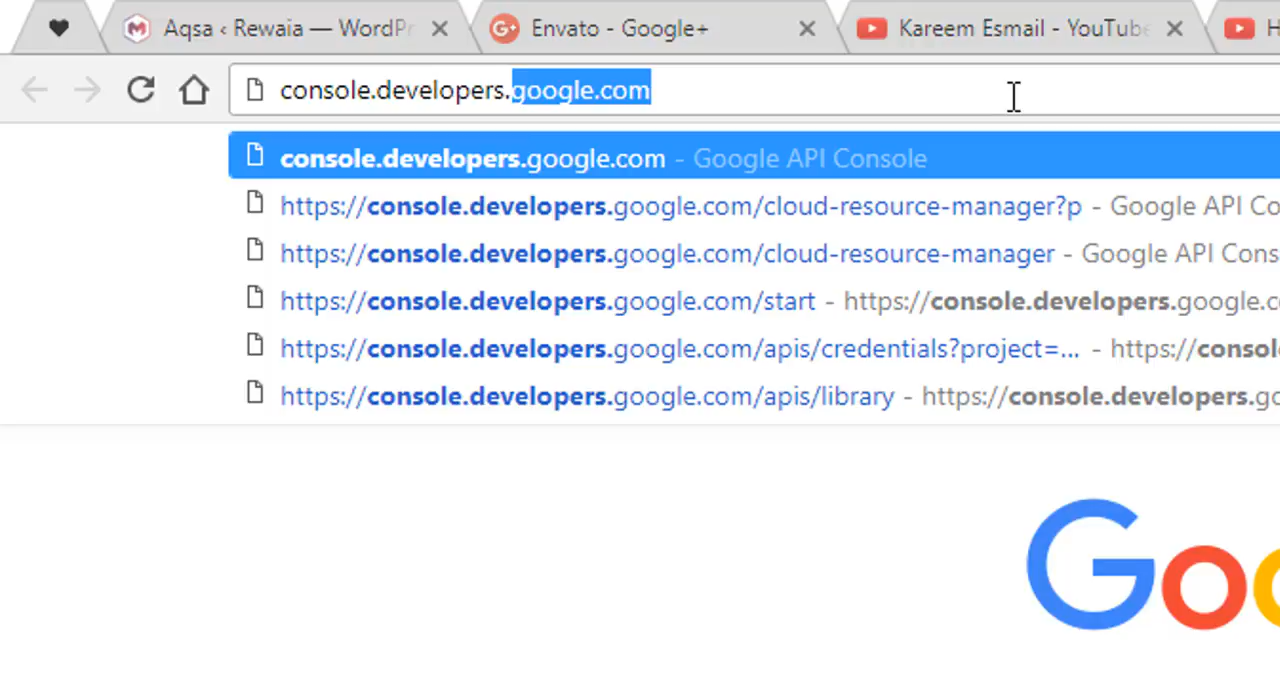 Aqsa ‹ Rewaia — WordPr
Envato - Google+
Kareem Esmail - YouTube
H
console.developers.google.com
console.developers.google.com - Google API Console
https://console.developers.google.com/cloud-resource-manager?p - Google API Co
https://console.developers.google.com/cloud-resource-manager - Google API Cons
https://console.developers.google.com/start - https://console.developers.google.c
https://console.developers.google.com/apis/credentials?project=... - https://consol
https://console.developers.google.com/apis/library - https://console.developers.go
Goo